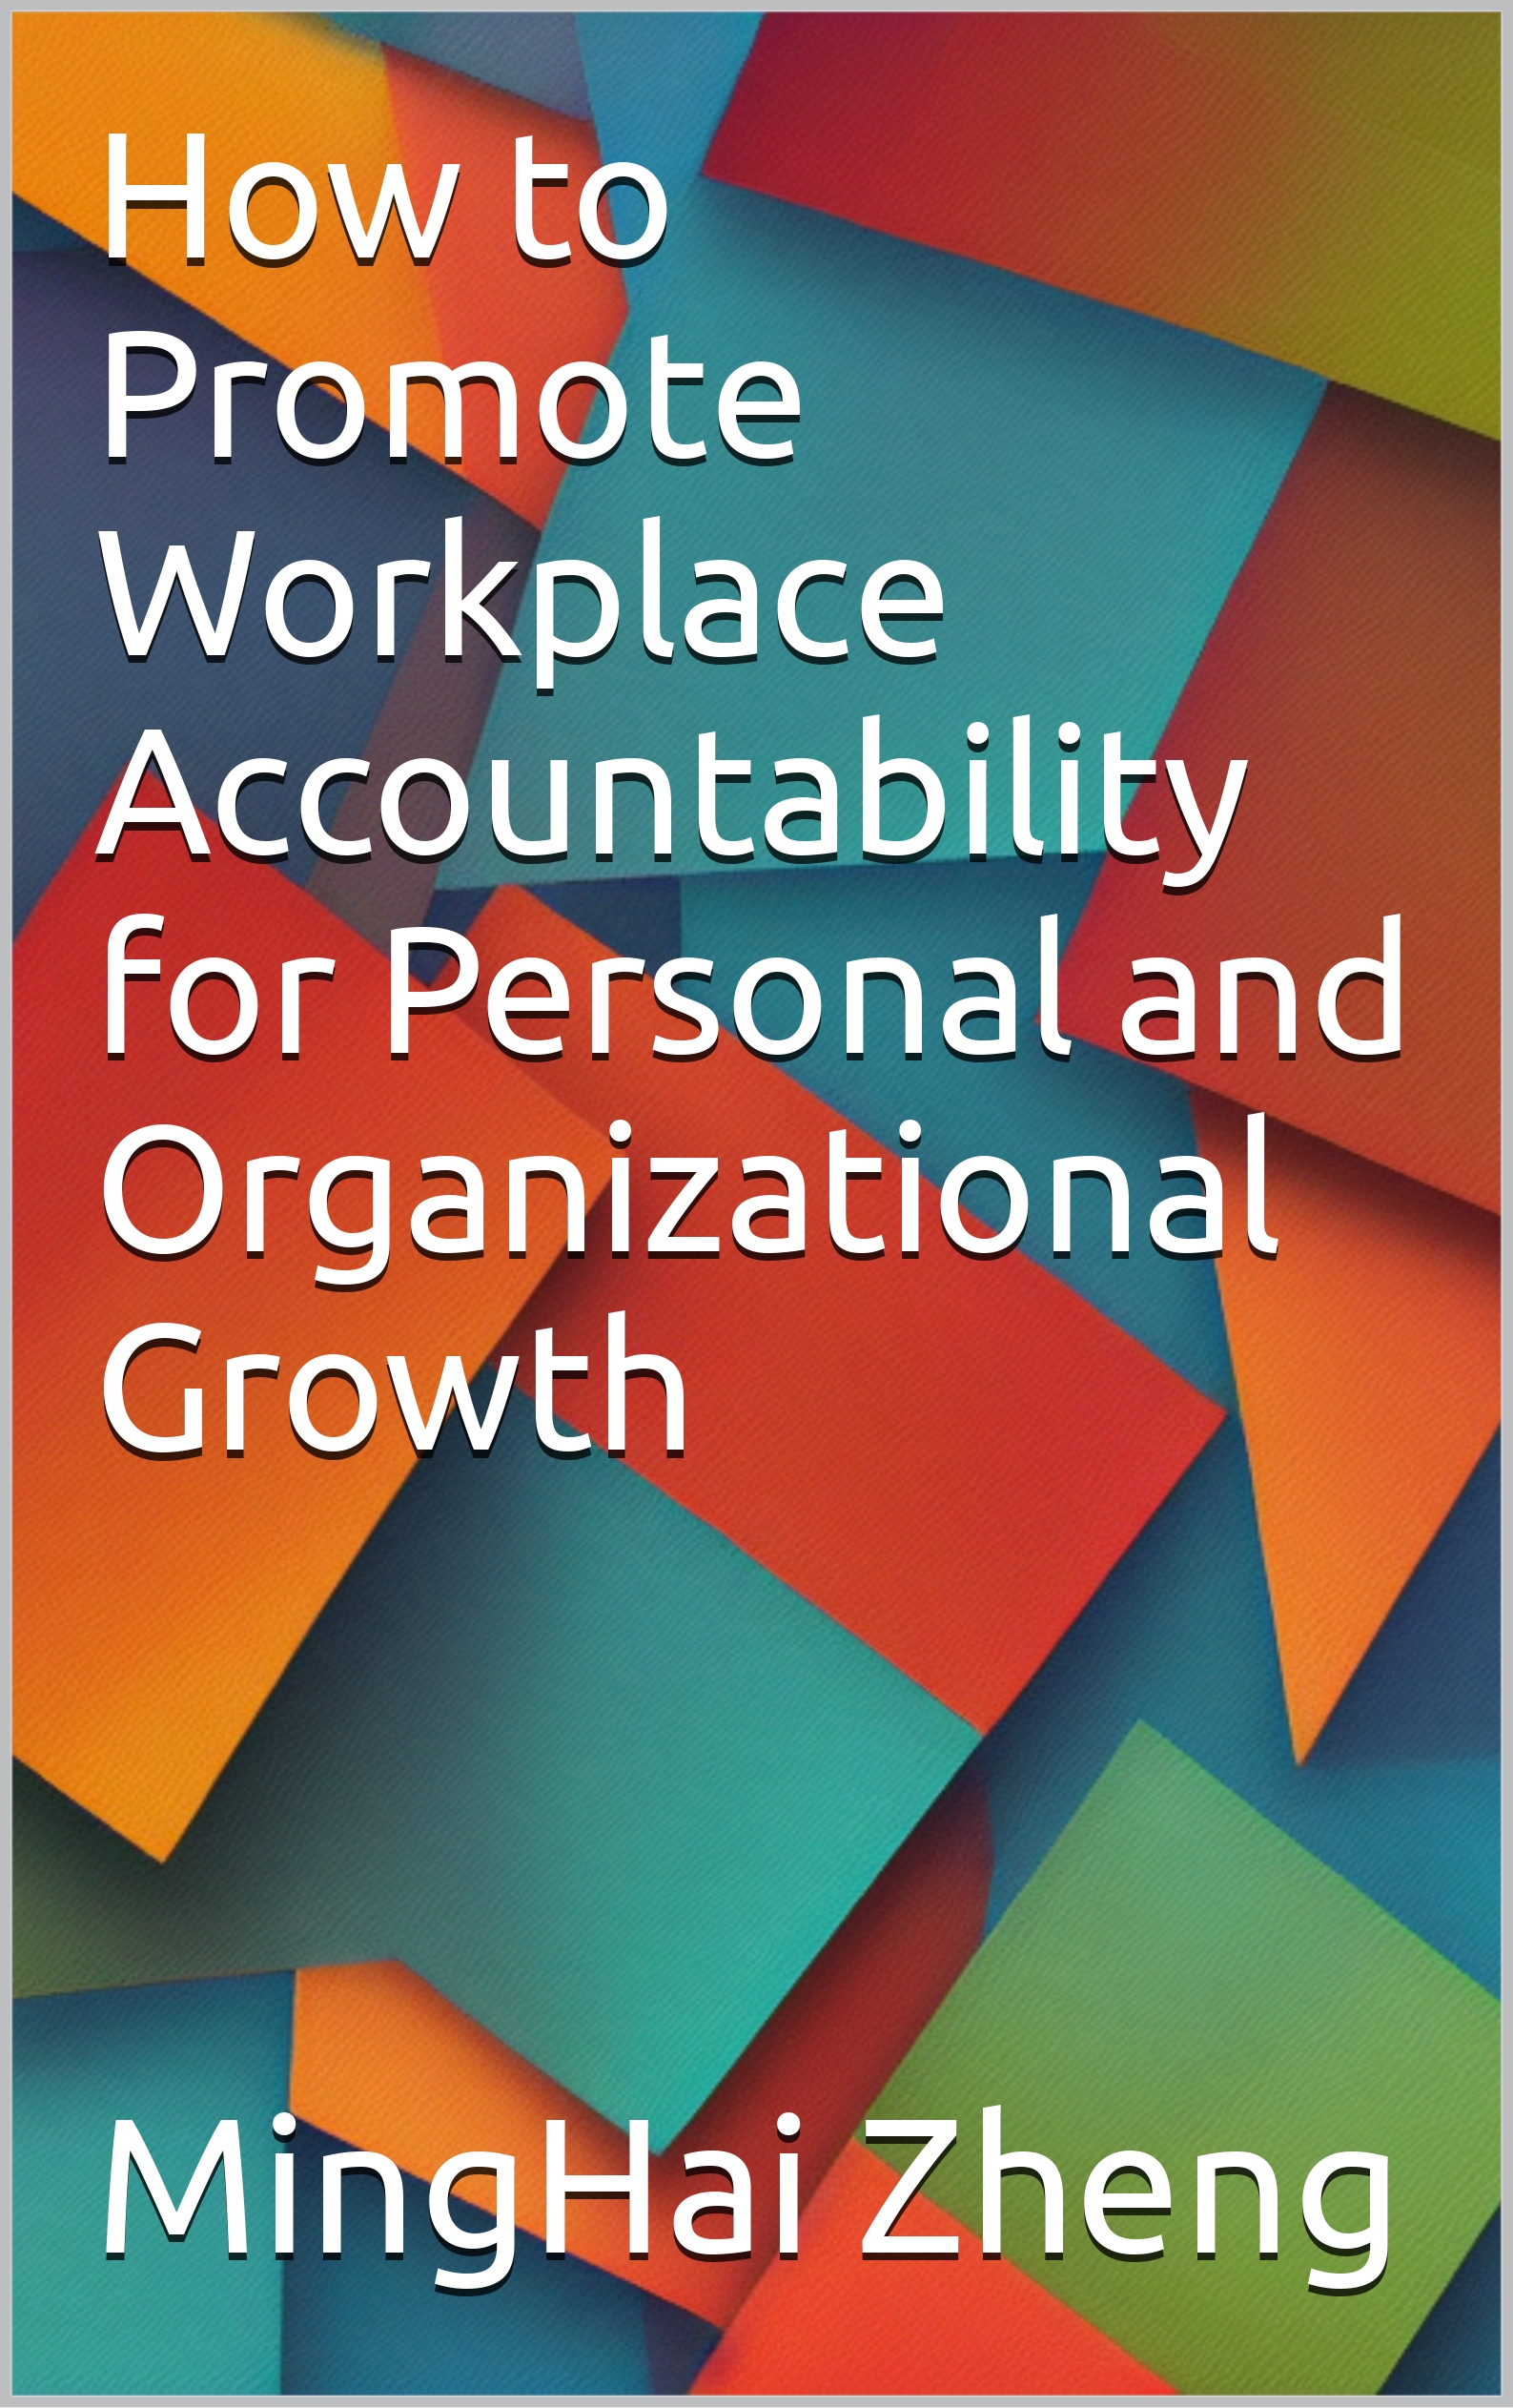 How to
Promote
Workplace
Accountability
for Personal and
Organizational
Growth
MingHai Zheng